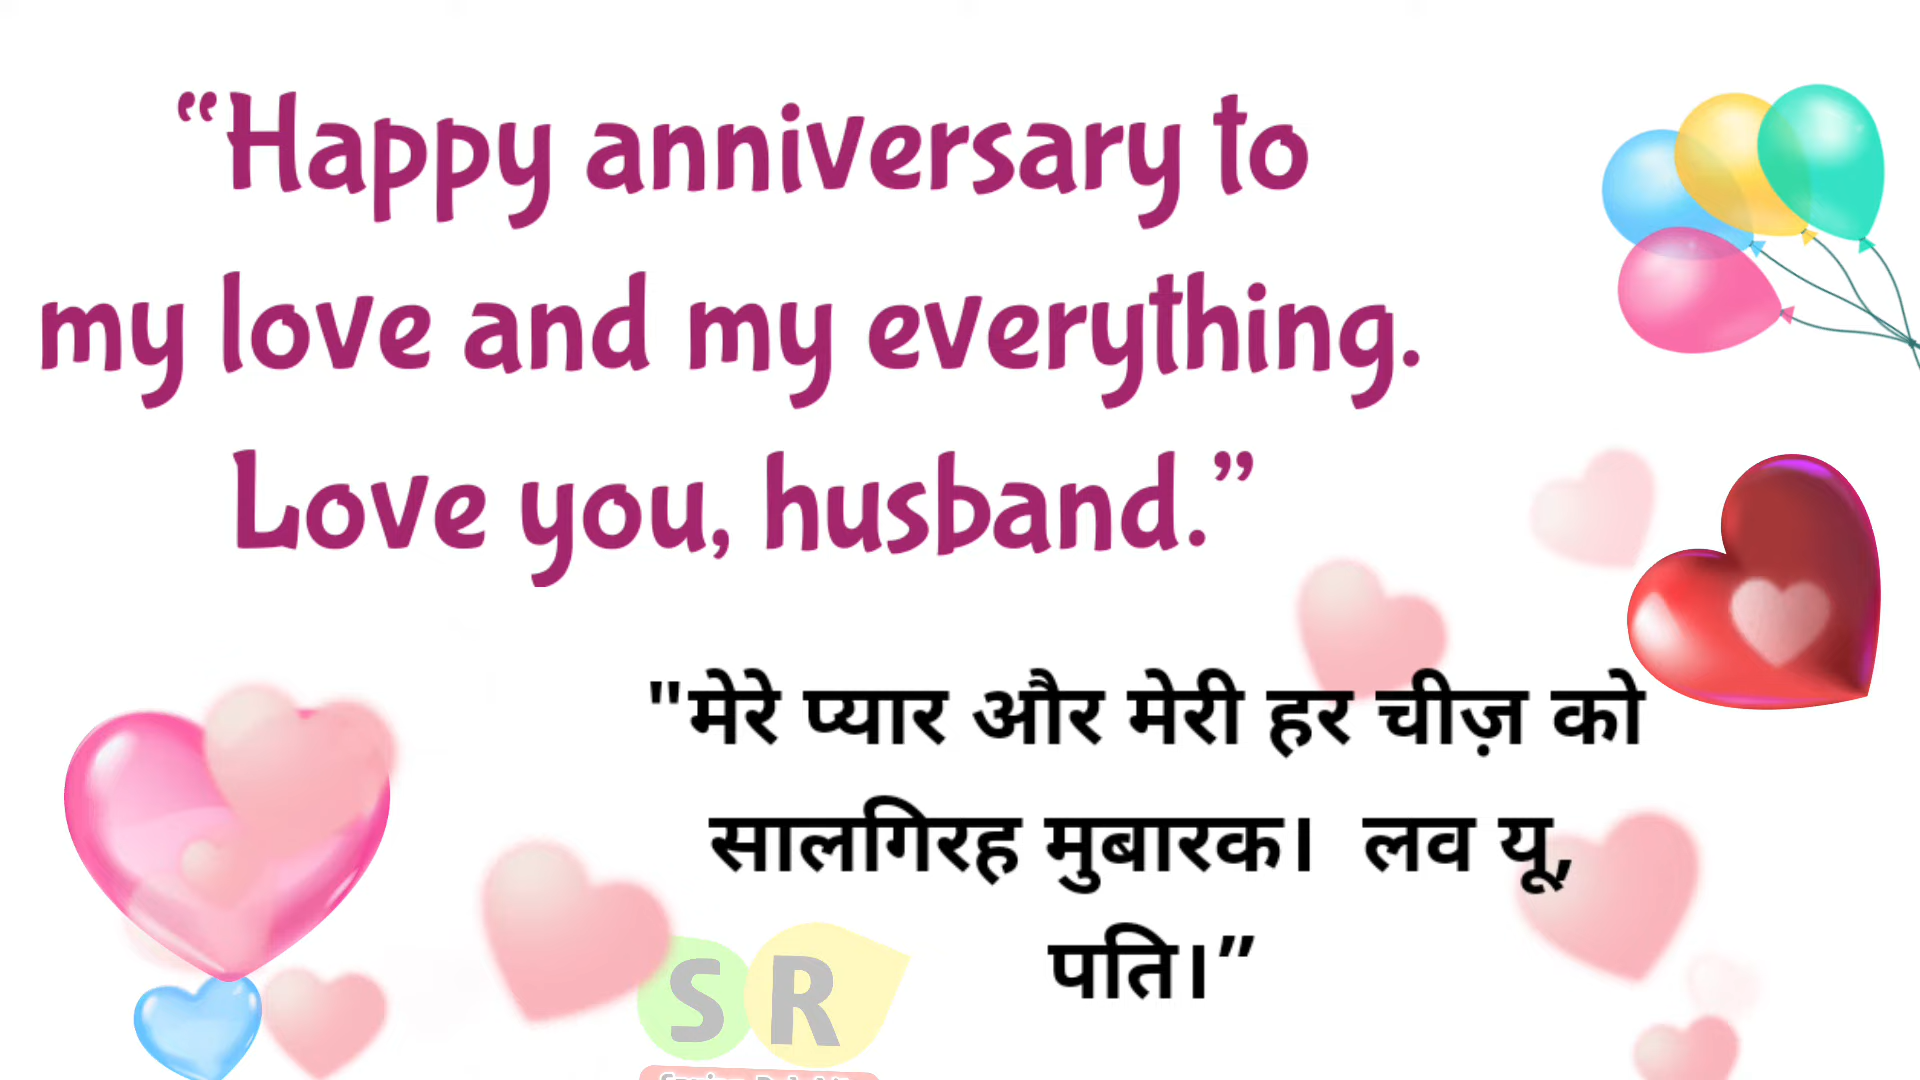 “Happy anniversary to
my love and my everything.
Love you, husband.”
"मेरे प्यार और मेरी हर चीज़ को
सालगिरह मुबारक।  लव यू,
पति।”
S R